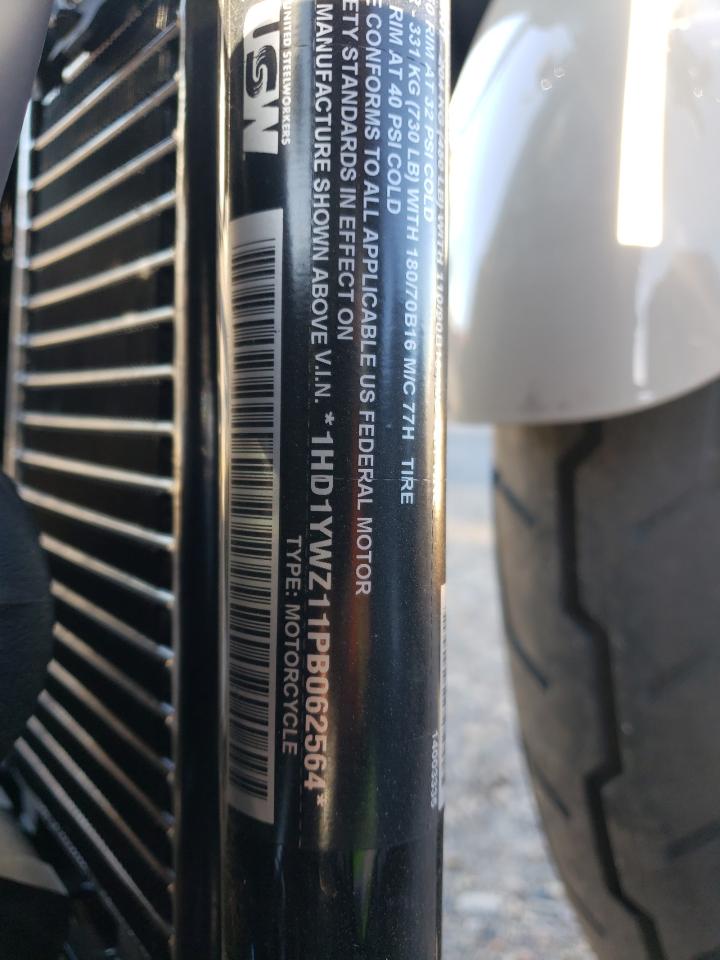 RIM AT 32 PSI COLD
- 331 KG (730 LB) WITH 180/70B16 M/C 77H TIRE
RIM AT 40 PSI COLD
CONFORMS TO ALL APPLICABLE US FEDERAL MOTOR
ETY STANDARDS IN EFFECT ON
MANUFACTURE SHOWN ABOVE V.I.N. *1HD1YWZ11PB062564*
TYPE: MOTORCYCLE
USW
UNITED STEELWORKERS
14003335